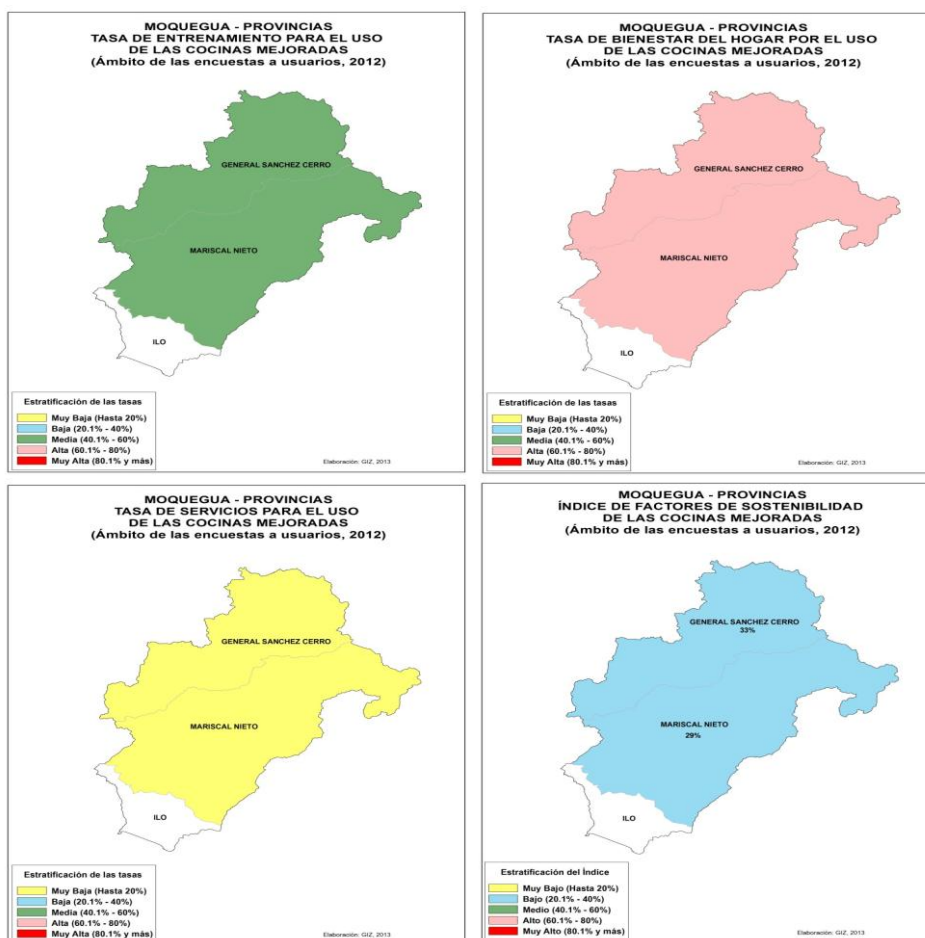 MOQUEGUA - PROVINCIAS
TASA DE ENTRENAMIENTO PARA EL USO
DE LAS COCINAS MEJORADAS
(Ámbito de las encuestas a usuarios, 2012)
GENERAL SANCHEZ CERRO
MARISCAL NIETO
ILO
Estratificación de las tasas
Muy Baja (Hasta 20%)
Baja (20.1% - 40%)
Media (40.1% - 60%)
Alta (60.1% - 80%)
Muy Alta (80.1% y más)
Elaboración: GIZ, 2013
MOQUEGUA - PROVINCIAS
TASA DE BIENESTAR DEL HOGAR POR EL USO
DE LAS COCINAS MEJORADAS
(Ámbito de las encuestas a usuarios, 2012)
GENERAL SANCHEZ CERRO
MARISCAL NIETO
ILO
Estratificación de las tasas
Muy Baja (Hasta 20%)
Baja (20.1% - 40%)
Media (40.1% - 60%)
Alta (60.1% - 80%)
Muy Alta (80.1% y más)
Elaboración: GIZ, 2013
MOQUEGUA - PROVINCIAS
TASA DE SERVICIOS PARA EL USO
DE LAS COCINAS MEJORADAS
(Ámbito de las encuestas a usuarios, 2012)
GENERAL SANCHEZ CERRO
MARISCAL NIETO
ILO
Estratificación de las tasas
Muy Baja (Hasta 20%)
Baja (20.1% - 40%)
Media (40.1% - 60%)
Alta (60.1% - 80%)
Muy Alta (80.1% y más)
Elaboración: GIZ, 2013
MOQUEGUA - PROVINCIAS
ÍNDICE DE FACTORES DE SOSTENIBILIDAD
DE LAS COCINAS MEJORADAS
(Ámbito de las encuestas a usuarios, 2012)
GENERAL SANCHEZ CERRO
33%
MARISCAL NIETO
29%
ILO
Estratificación del Índice
Muy Bajo (Hasta 20%)
Bajo (20.1% - 40%)
Medio (40.1% - 60%)
Alto (60.1% - 80%)
Muy Alto (80.1% y más)
Elaboración: GIZ, 2013